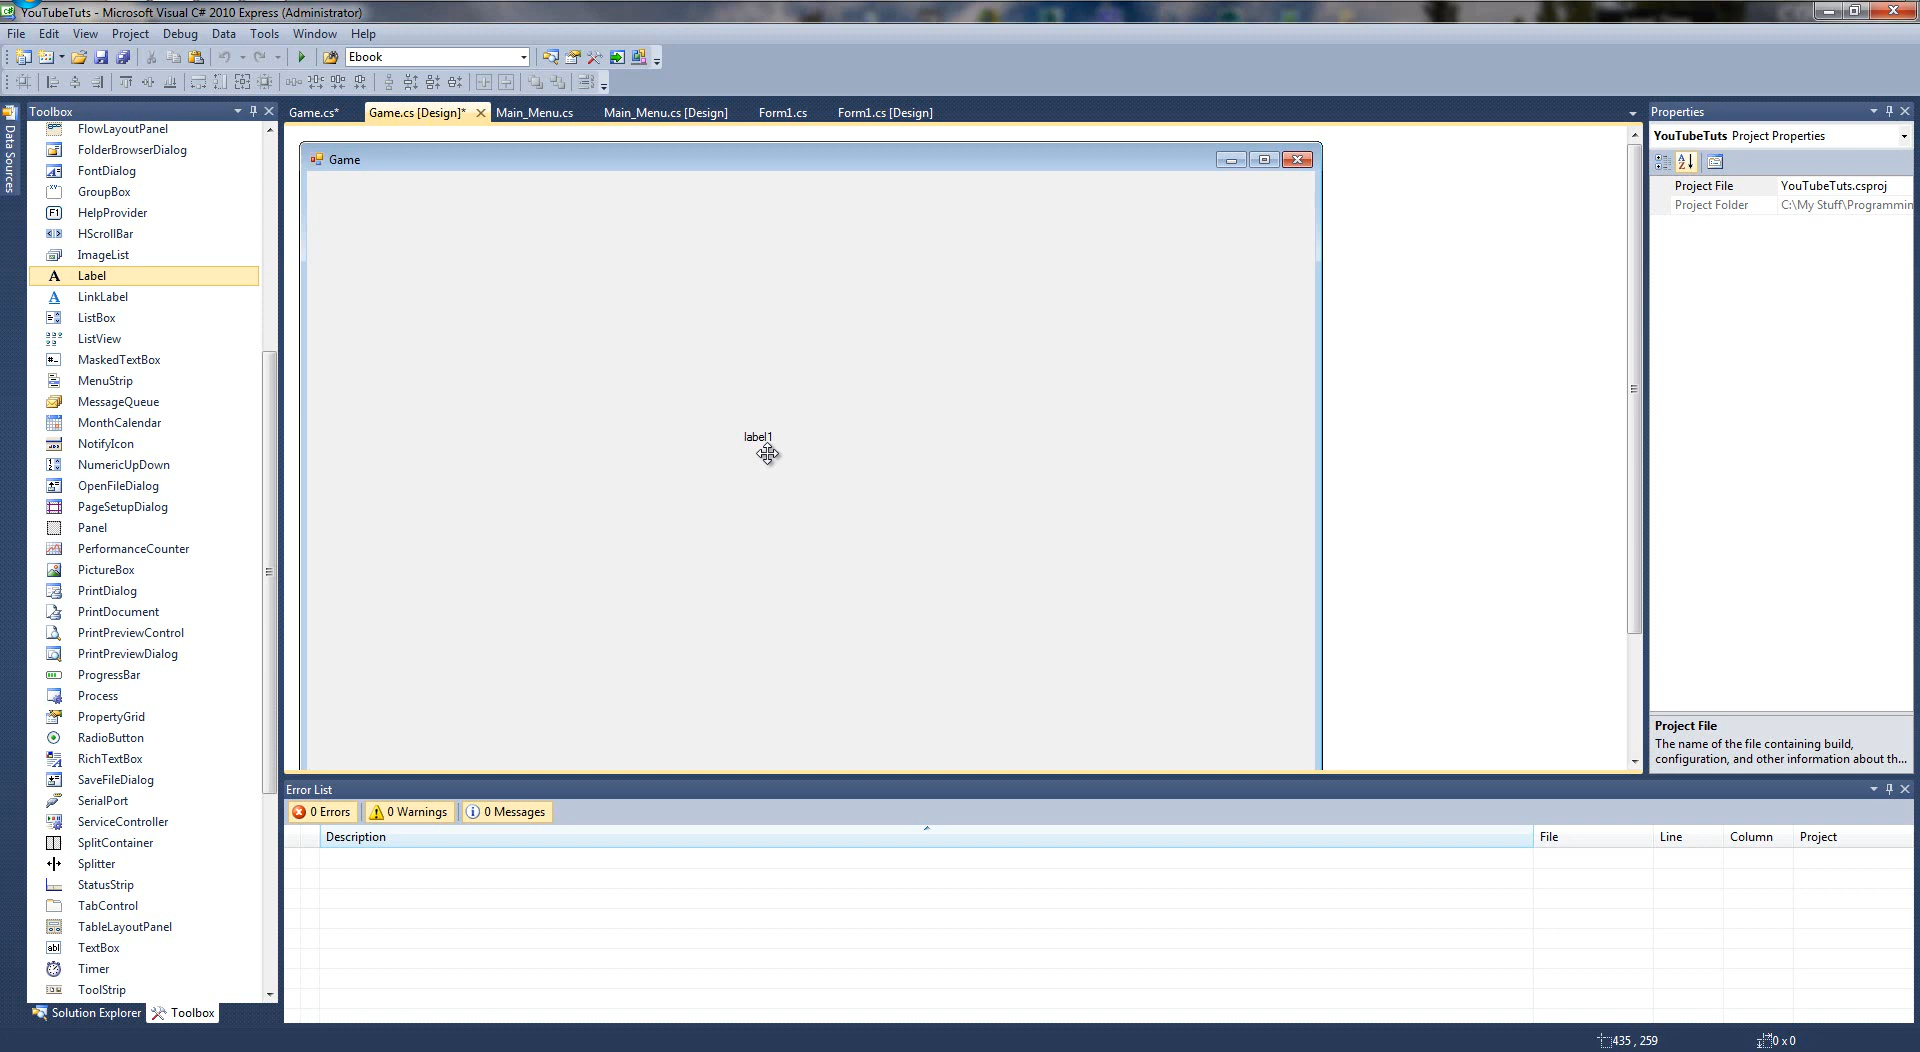 YouTubeTuts - Microsoft Visual C# 2010 Express (Administrator)
File Edit View Project Debug Data Tools Window Help
Ebook
Data Sources
Toolbox
FlowLayoutPanel
FolderBrowserDialog
FontDialog
GroupBox
HelpProvider
HScrollBar
ImageList
Label
LinkLabel
ListBox
ListView
MaskedTextBox
MenuStrip
MessageQueue
MonthCalendar
NotifyIcon
NumericUpDown
OpenFileDialog
PageSetupDialog
Panel
PerformanceCounter
PictureBox
PrintDialog
PrintDocument
PrintPreviewControl
PrintPreviewDialog
ProgressBar
Process
PropertyGrid
RadioButton
RichTextBox
SaveFileDialog
SerialPort
ServiceController
SplitContainer
Splitter
StatusStrip
TabControl
TableLayoutPanel
TextBox
Timer
ToolStrip
Solution Explorer Toolbox
Game.cs* Game.cs [Design]* Main_Menu.cs Main_Menu.cs [Design] Form1.cs Form1.cs [Design]
Game
label1
Properties
YouTubeTuts Project Properties
Project File YouTubeTuts.csproj
Project Folder C:\My Stuff\Programmin
Project File
The name of the file containing build,
configuration, and other information about th...
Error List
0 Errors 0 Warnings 0 Messages
Description File Line Column Project
435 , 259 0 x 0